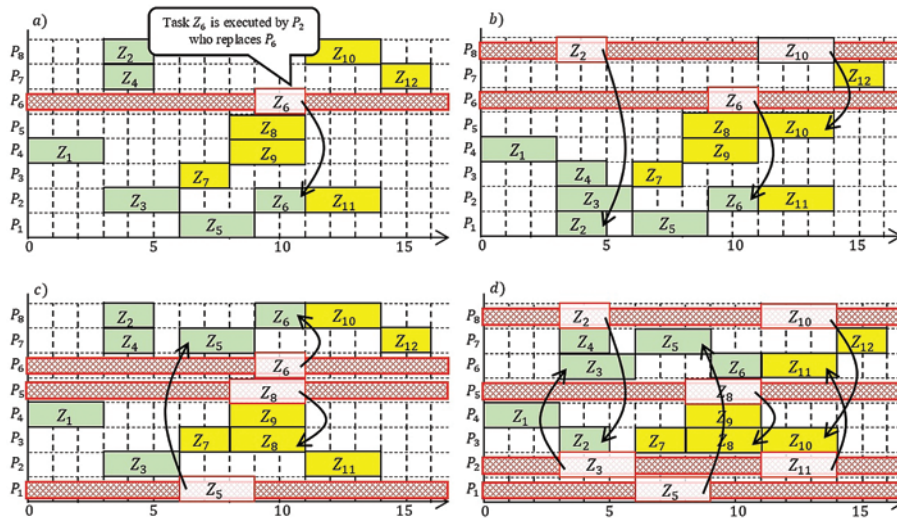 a)
Task Z6 is executed by P2
who replaces P6
P8 Z2 Z10
P7 Z4 Z12
P6 Z6
P5 Z8
P4 Z1 Z9
P3 Z7
P2 Z3 Z6 Z11
P1 Z5
0 5 10 15
b)
P8 Z2 Z10
P7 Z12
P6 Z6
P5 Z8 Z10
P4 Z1 Z9
P3 Z4 Z7
P2 Z3 Z6 Z11
P1 Z2 Z5
0 5 10 15
c)
P8 Z2 Z6 Z10
P7 Z4 Z5 Z12
P6 Z6
P5 Z8
P4 Z1 Z9
P3 Z7 Z8
P2 Z3 Z11
P1 Z5
0 5 10 15
d)
P8 Z2 Z10
P7 Z4 Z5 Z12
P6 Z3 Z6 Z11
P5 Z8
P4 Z1 Z9
P3 Z2 Z7 Z8 Z10
P2 Z3 Z11
P1 Z5
0 5 10 15